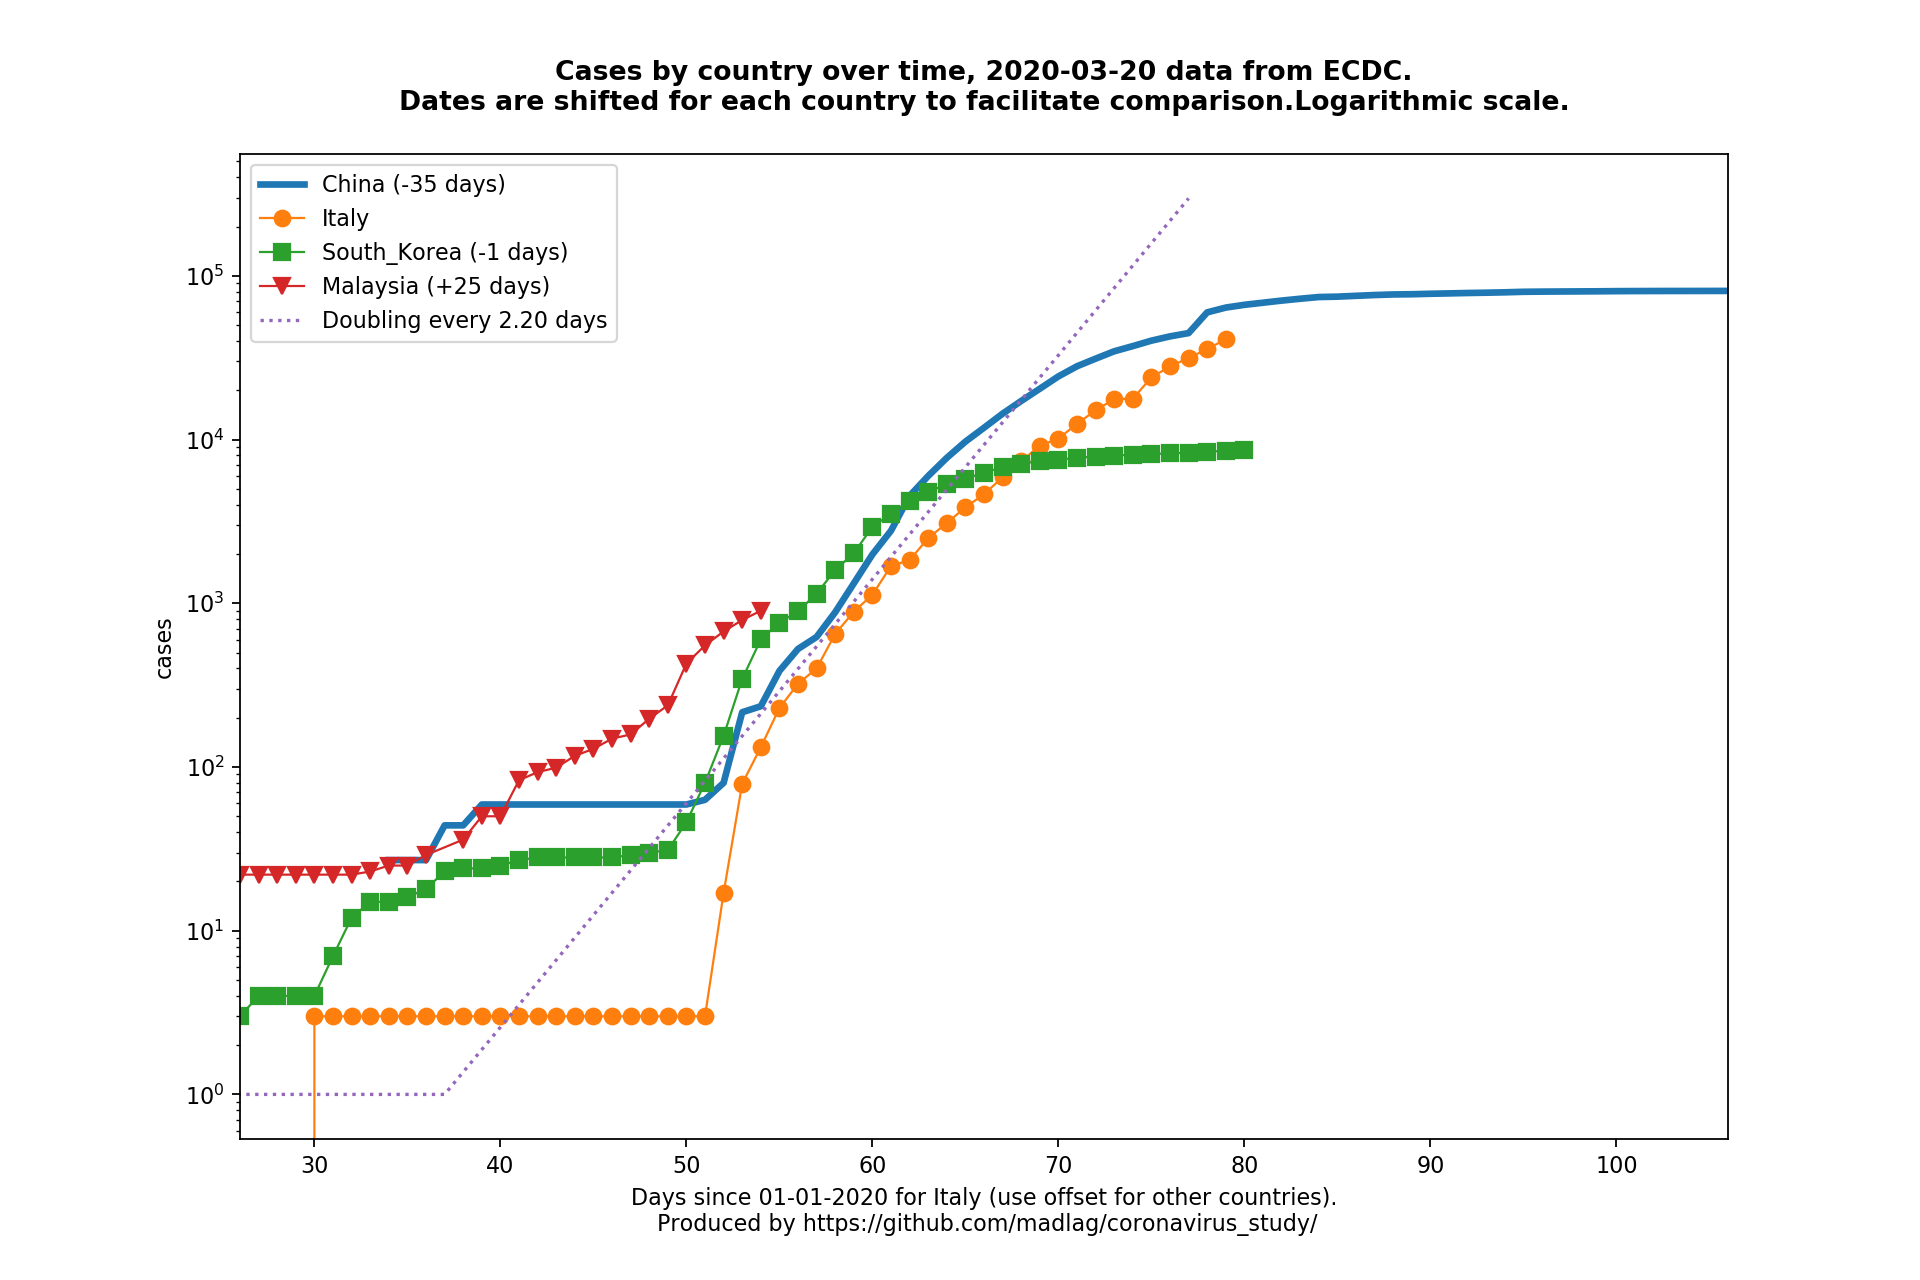 Cases by country over time, 2020-03-20 data from ECDC.
Dates are shifted for each country to facilitate comparison.Logarithmic scale.
China (-35 days)
Italy
South_Korea (-1 days)
Malaysia (+25 days)
Doubling every 2.20 days
10^5
10^4
10^3
10^2
10^1
10^0
cases
30 40 50 60 70 80 90 100
Days since 01-01-2020 for Italy (use offset for other countries).
Produced by https://github.com/madlag/coronavirus_study/